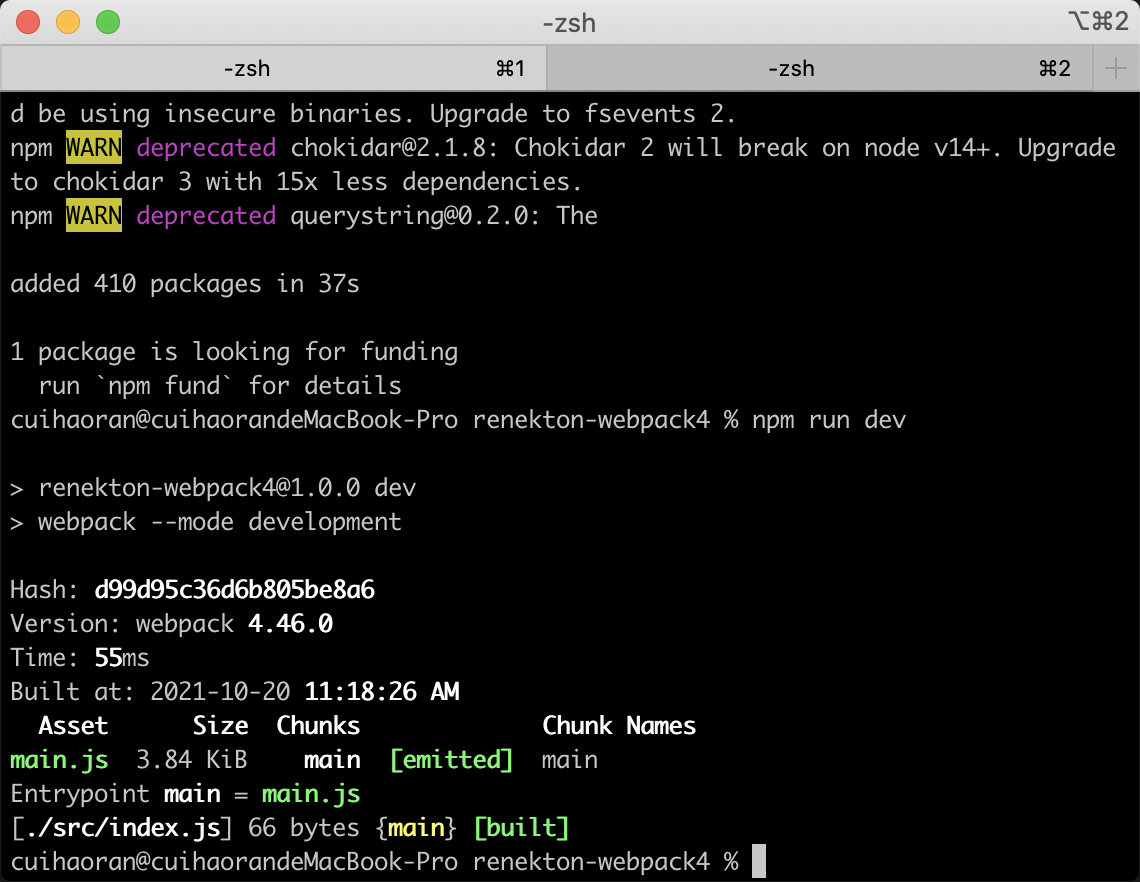 -zsh ⌥⌘2
-zsh ⌘1 -zsh ⌘2 +
d be using insecure binaries. Upgrade to fsevents 2.
npm WARN deprecated chokidar@2.1.8: Chokidar 2 will break on node v14+. Upgrade
to chokidar 3 with 15x less dependencies.
npm WARN deprecated querystring@0.2.0: The

added 410 packages in 37s

1 package is looking for funding
  run `npm fund` for details
cuihaoran@cuihaorandeMacBook-Pro renekton-webpack4 % npm run dev

> renekton-webpack4@1.0.0 dev
> webpack --mode development

Hash: d99d95c36d6b805be8a6
Version: webpack 4.46.0
Time: 55ms
Built at: 2021-10-20 11:18:26 AM
  Asset      Size  Chunks             Chunk Names
main.js  3.84 KiB    main  [emitted]  main
Entrypoint main = main.js
[./src/index.js] 66 bytes {main} [built]
cuihaoran@cuihaorandeMacBook-Pro renekton-webpack4 %